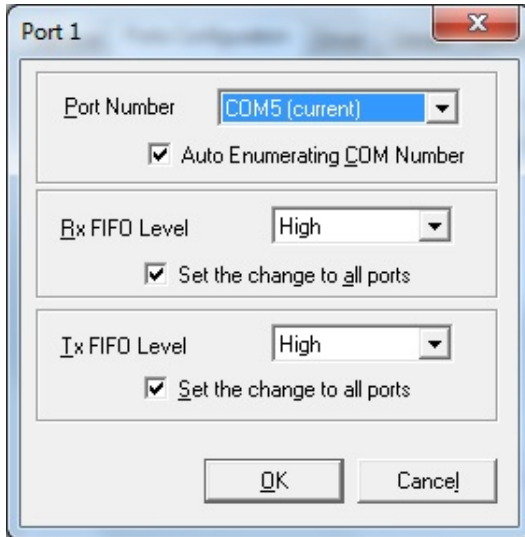 Port 1
Port Number
COM5 (current)
Auto Enumerating COM Number
Rx FIFO Level
High
Set the change to all ports
Tx FIFO Level
High
Set the change to all ports
OK
Cancel